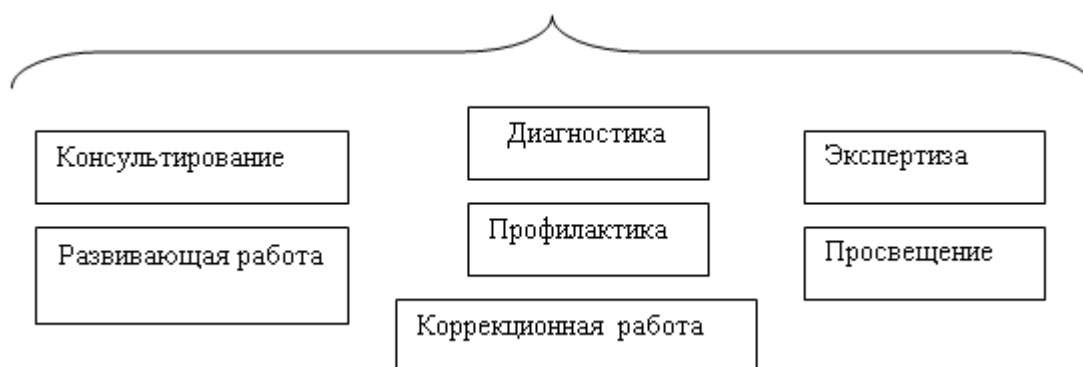 Диагностика
Консультирование
Экспертиза
Профилактика
Развивающая работа
Просвещение
Коррекционная работа